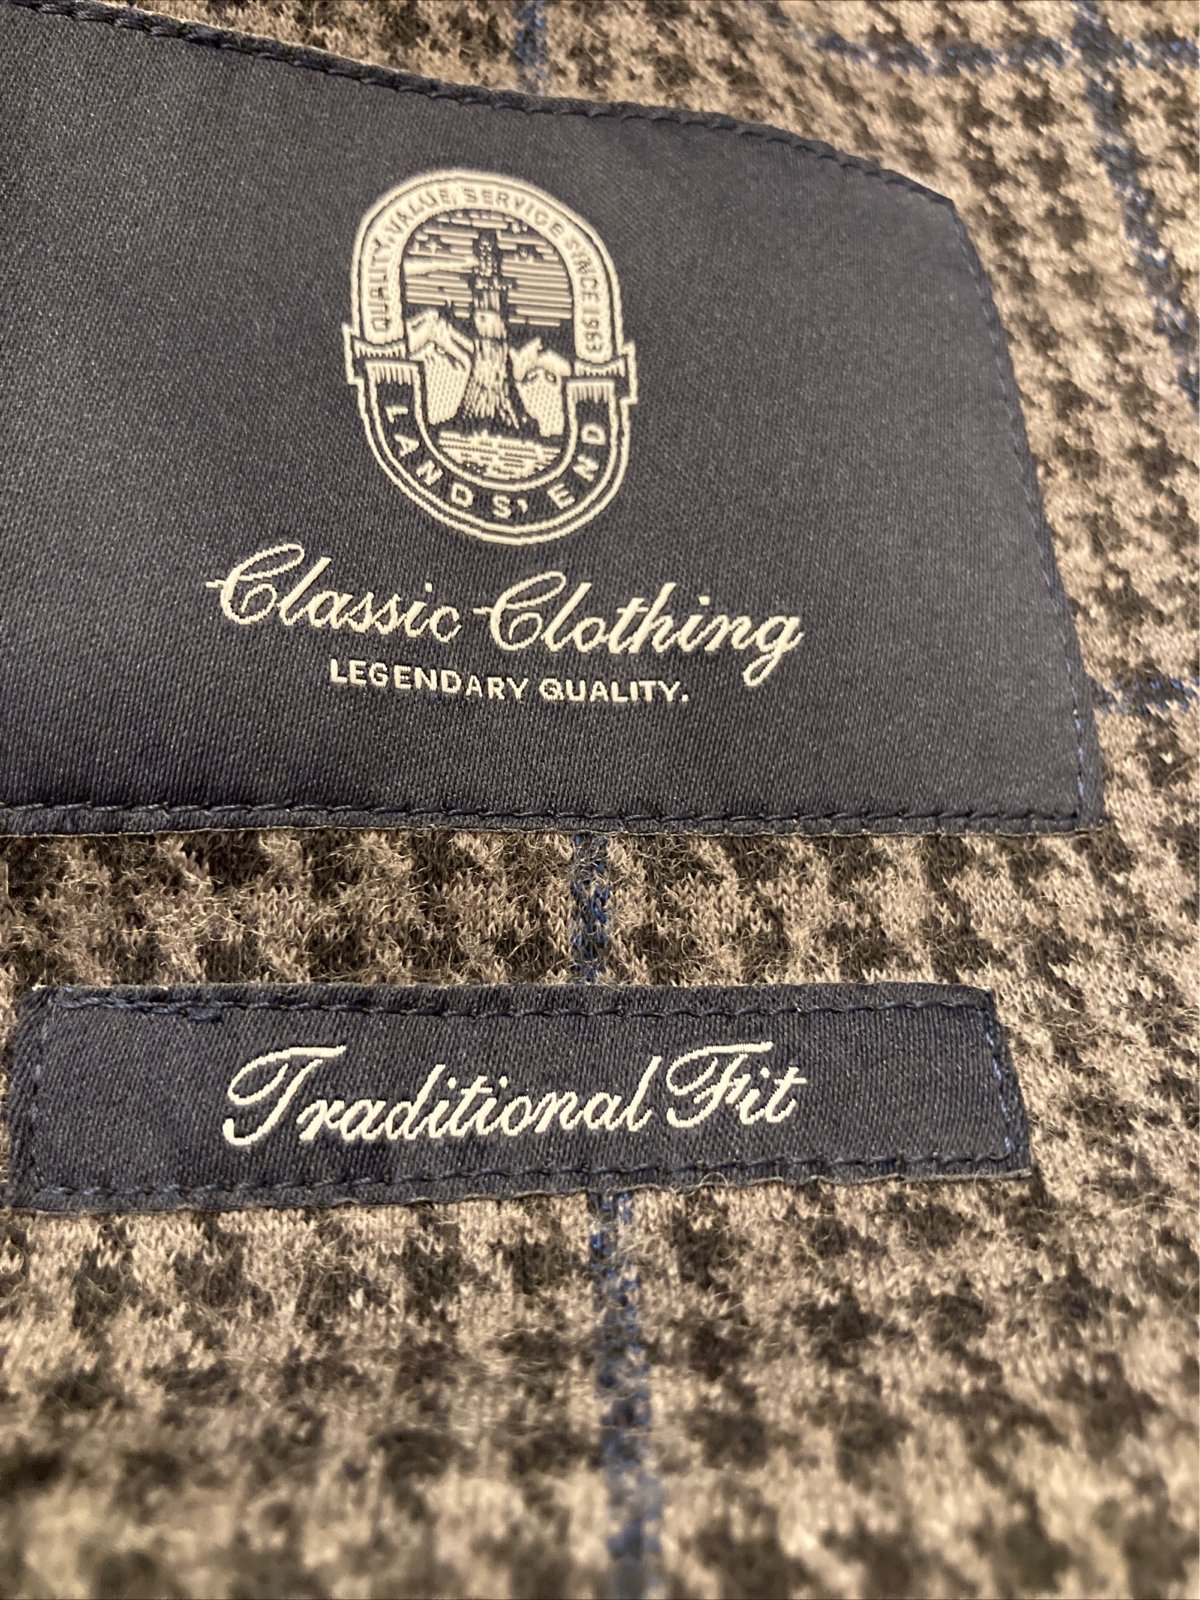 QUALITY, VALUE, SERVICE SINCE 1963
LANDS' END
Classic Clothing
LEGENDARY QUALITY.
Traditional Fit